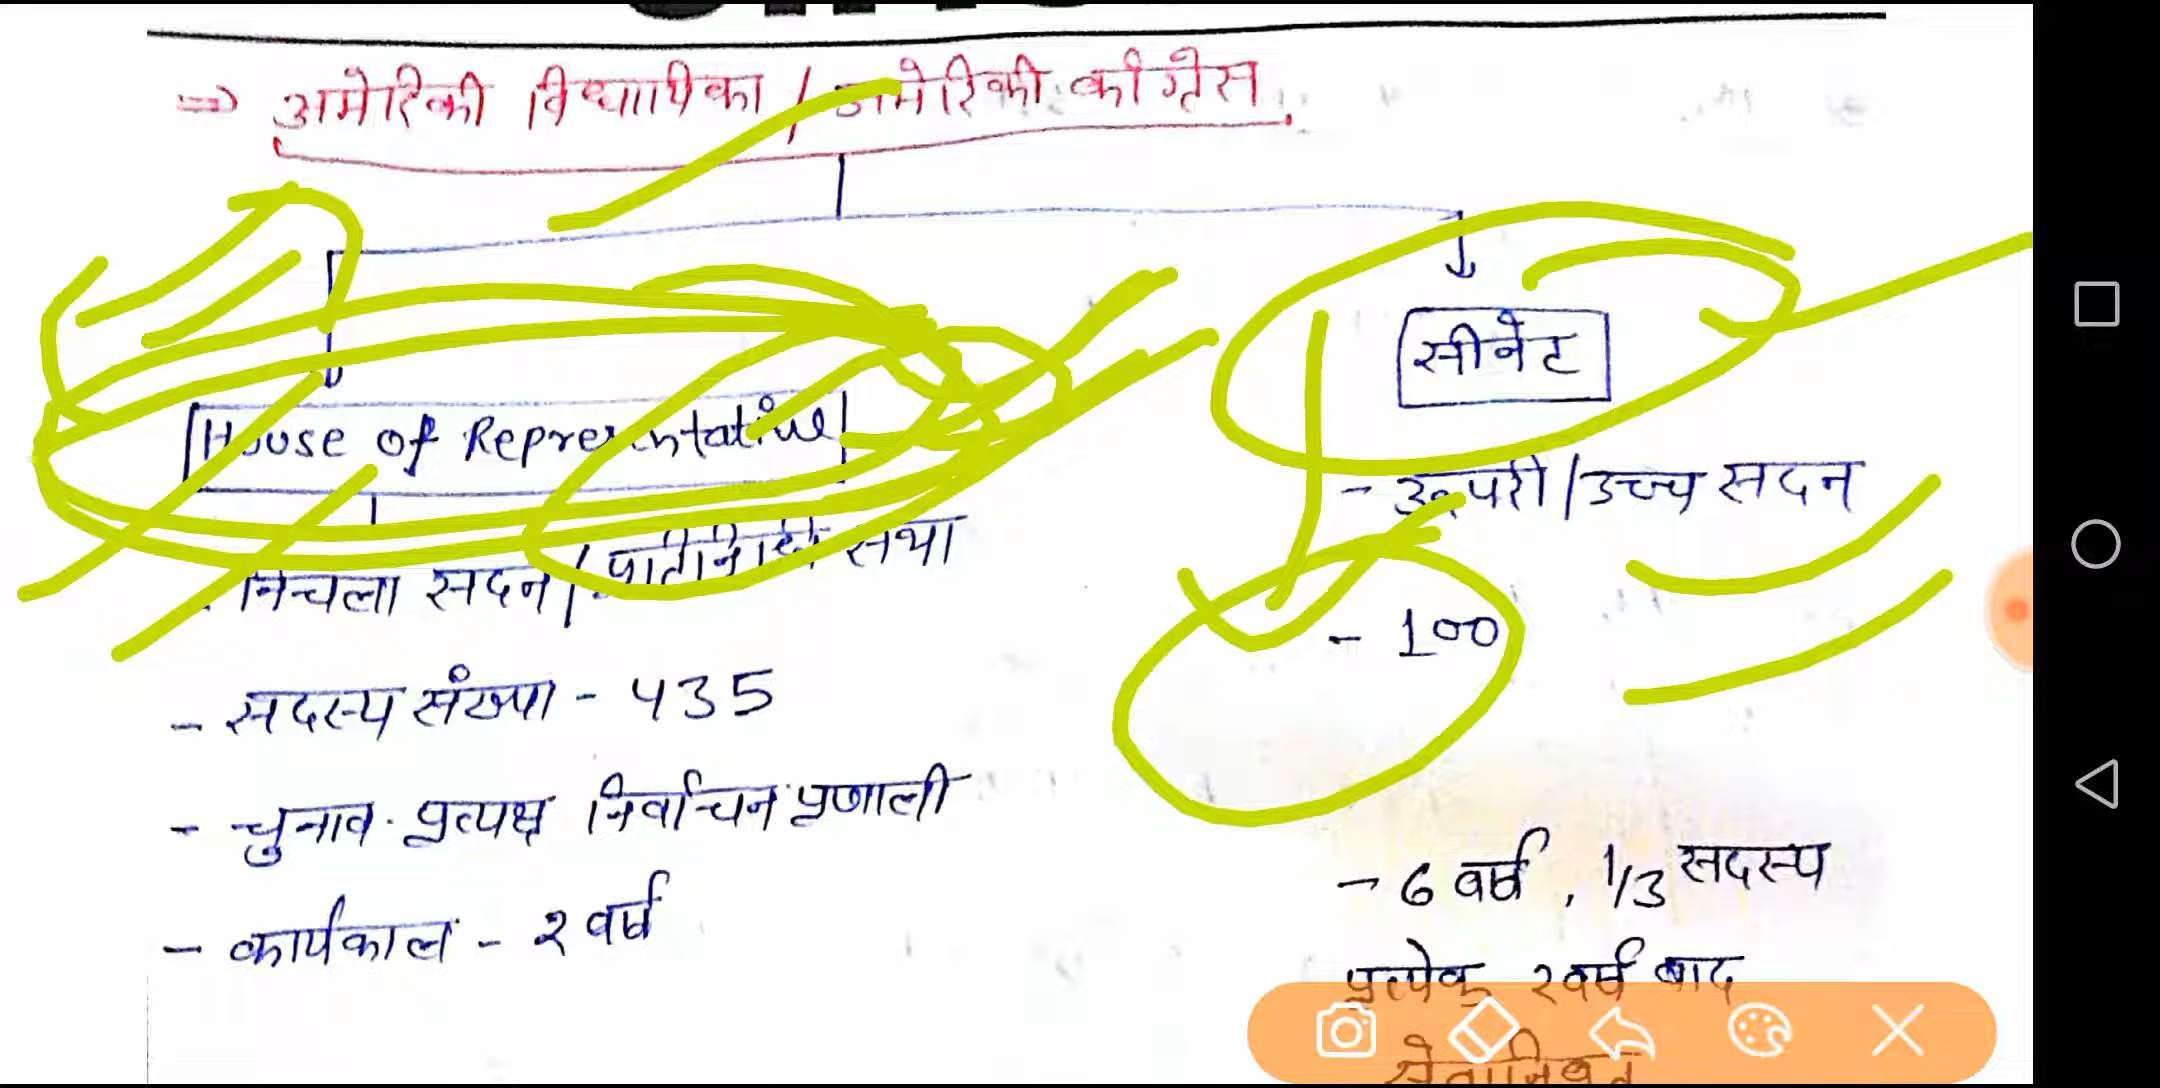 => अमेरिकी विधायिका / अमेरिकी कांग्रेस
House of Representative
निचला सदन / प्रतिनिधि सभा
- सदस्य संख्या - 435
- चुनाव - प्रत्यक्ष निर्वाचन प्रणाली
- कार्यकाल - 2 वर्ष
सीनेट
- ऊपरी / उच्च सदन
- 100
- 6 वर्ष, 1/3 सदस्य
प्रत्येक 2 वर्ष बाद
सेवानिवृत